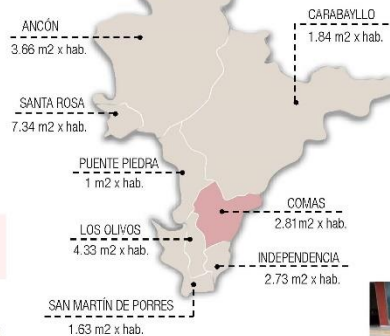 ANCÓN
3.66 m2 x hab.
CARABAYLLO
1.84 m2 x hab.
SANTA ROSA
7.34 m2 x hab.
PUENTE PIEDRA
1 m2 x hab.
COMAS
2.81m2 x hab.
LOS OLIVOS
4.33 m2 x hab.
INDEPENDENCIA
2.73 m2 x hab.
SAN MARTÍN DE PORRES
1.63 m2 x hab.